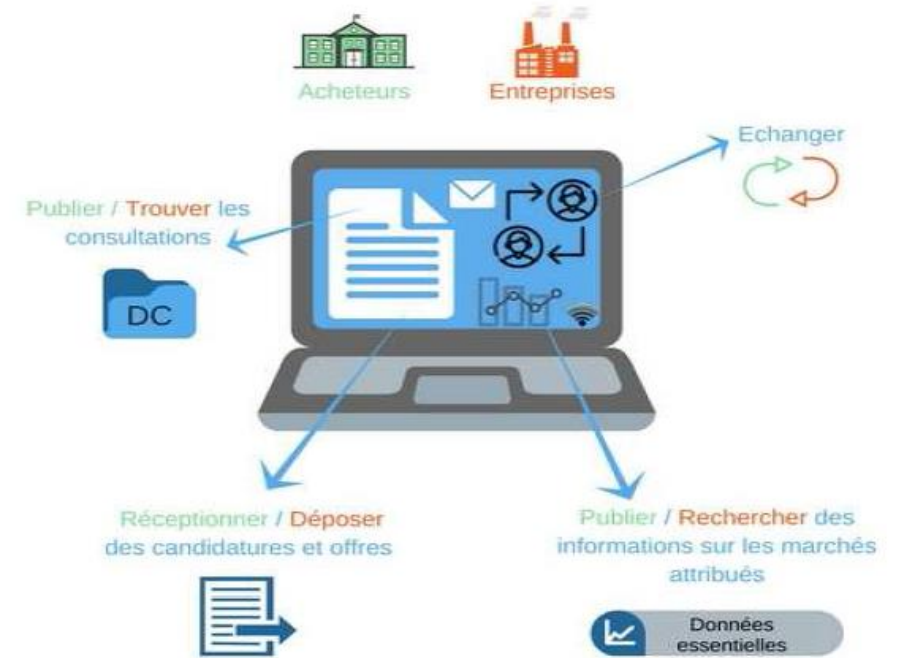 Acheteurs
Entreprises
Echanger
Publier / Trouver les
consultations
DC
Réceptionner / Déposer
des candidatures et offres
Publier / Rechercher des
informations sur les marchés
attribués
Données
essentielles